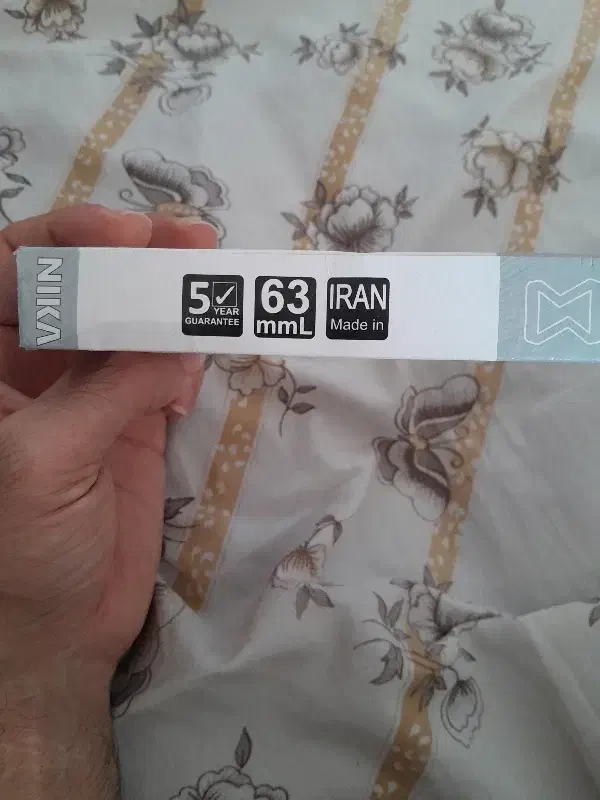 NIKA
5 YEAR
GUARANTEE
63
mmL
IRAN
Made in